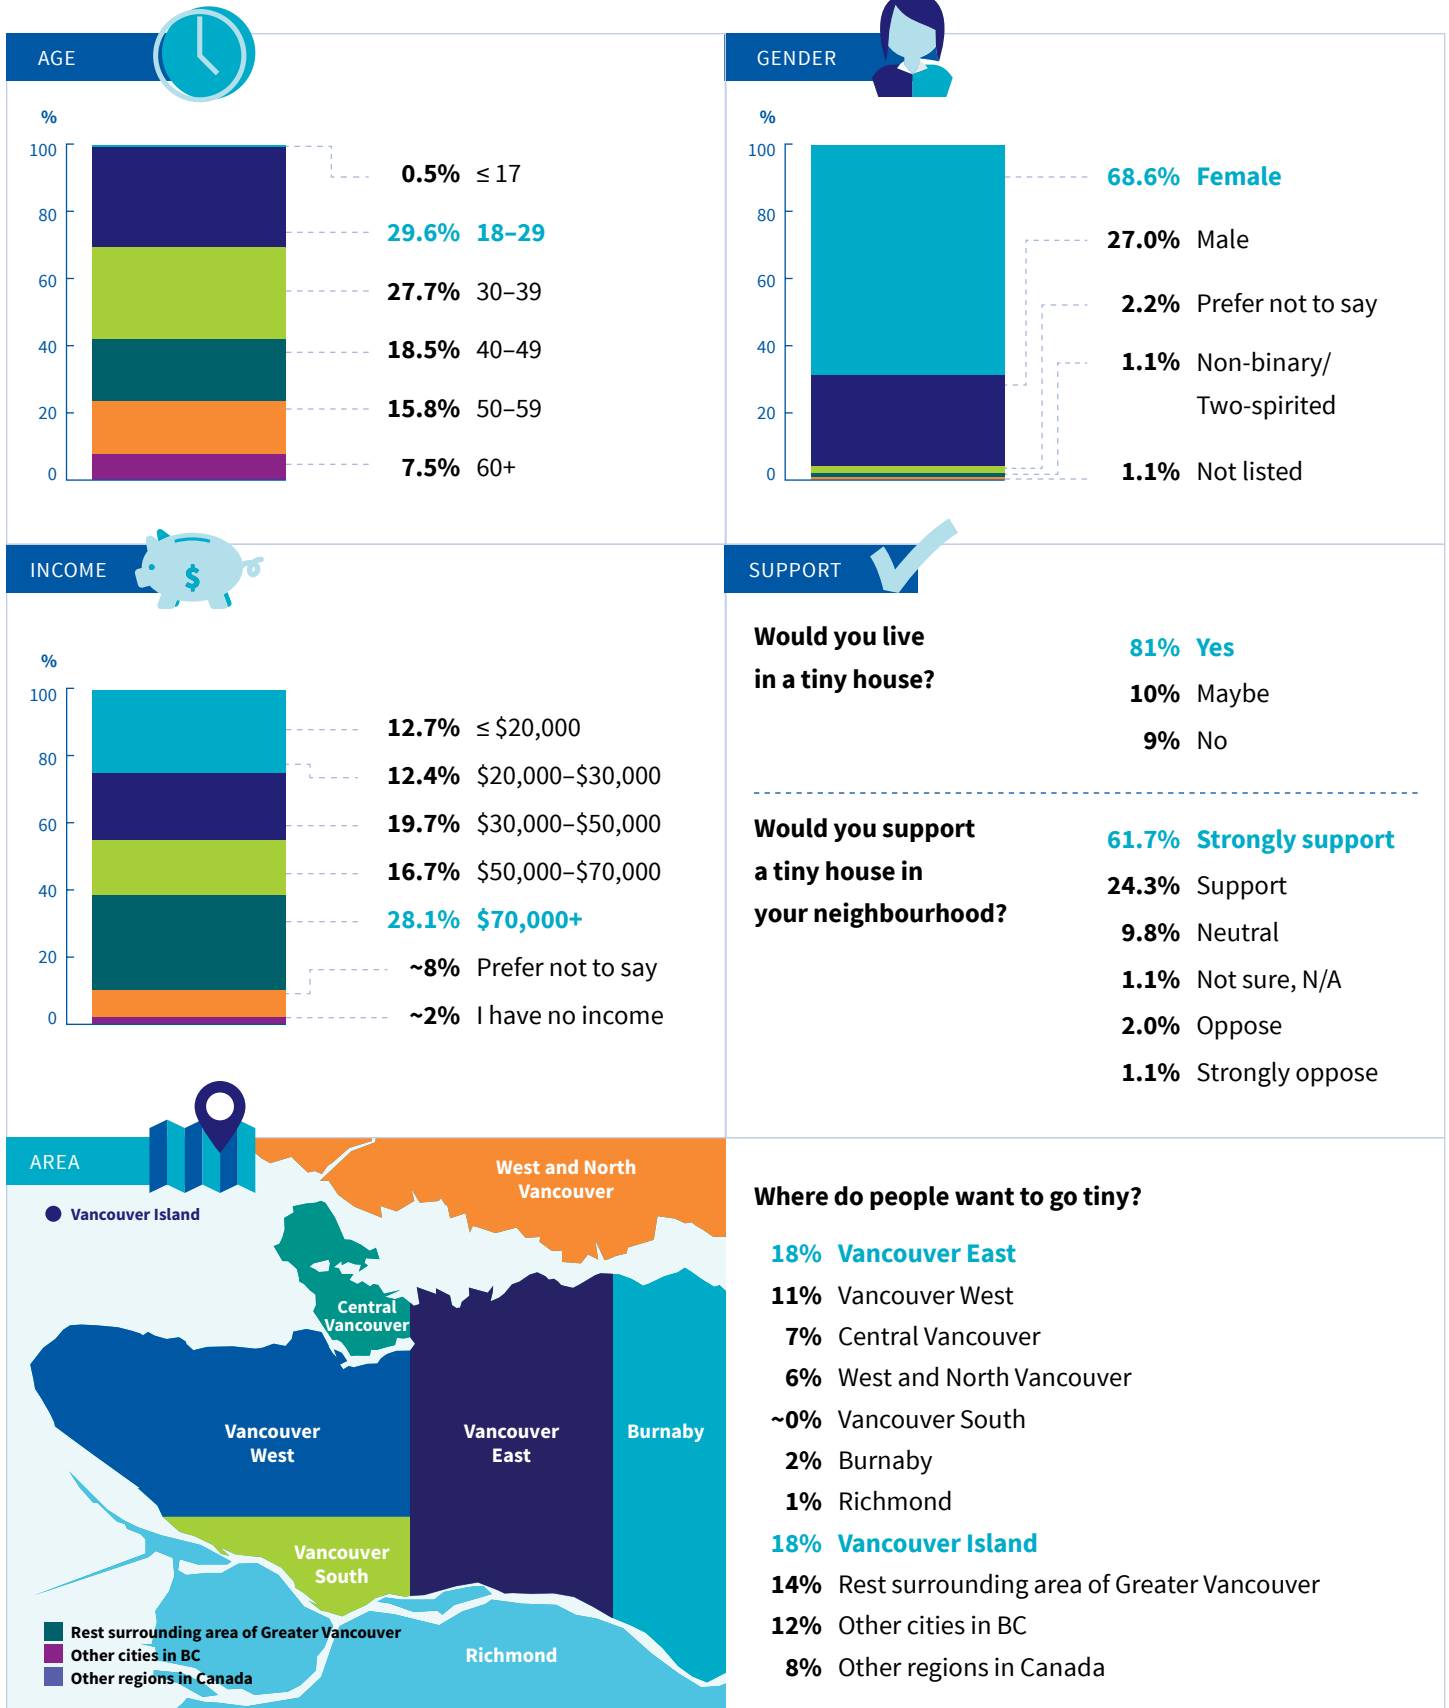 AGE
%
100
80
60
40
20
0
0.5% ≤ 17
29.6% 18–29
27.7% 30–39
18.5% 40–49
15.8% 50–59
7.5% 60+
GENDER
%
100
80
60
40
20
0
68.6% Female
27.0% Male
2.2% Prefer not to say
1.1% Non-binary/
Two-spirited
1.1% Not listed
INCOME
$
%
100
80
60
40
20
0
12.7% ≤ $20,000
12.4% $20,000–$30,000
19.7% $30,000–$50,000
16.7% $50,000–$70,000
28.1% $70,000+
~8% Prefer not to say
~2% I have no income
SUPPORT
Would you live
in a tiny house?
81% Yes
10% Maybe
9% No
Would you support
a tiny house in
your neighbourhood?
61.7% Strongly support
24.3% Support
9.8% Neutral
1.1% Not sure, N/A
2.0% Oppose
1.1% Strongly oppose
AREA
Vancouver Island
West and North
Vancouver
Central
Vancouver
Vancouver
West
Vancouver
East
Burnaby
Vancouver
South
Richmond
Rest surrounding area of Greater Vancouver
Other cities in BC
Other regions in Canada
Where do people want to go tiny?
18% Vancouver East
11% Vancouver West
7% Central Vancouver
6% West and North Vancouver
~0% Vancouver South
2% Burnaby
1% Richmond
18% Vancouver Island
14% Rest surrounding area of Greater Vancouver
12% Other cities in BC
8% Other regions in Canada